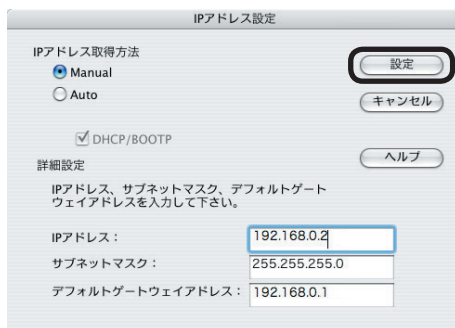 IPアドレス設定
IPアドレス取得方法
Manual
Auto
DHCP/BOOTP
設定
キャンセル
ヘルプ
詳細設定
IPアドレス、サブネットマスク、デフォルトゲート
ウェイアドレスを入力して下さい。
IPアドレス： 192.168.0.2
サブネットマスク： 255.255.255.0
デフォルトゲートウェイアドレス： 192.168.0.1